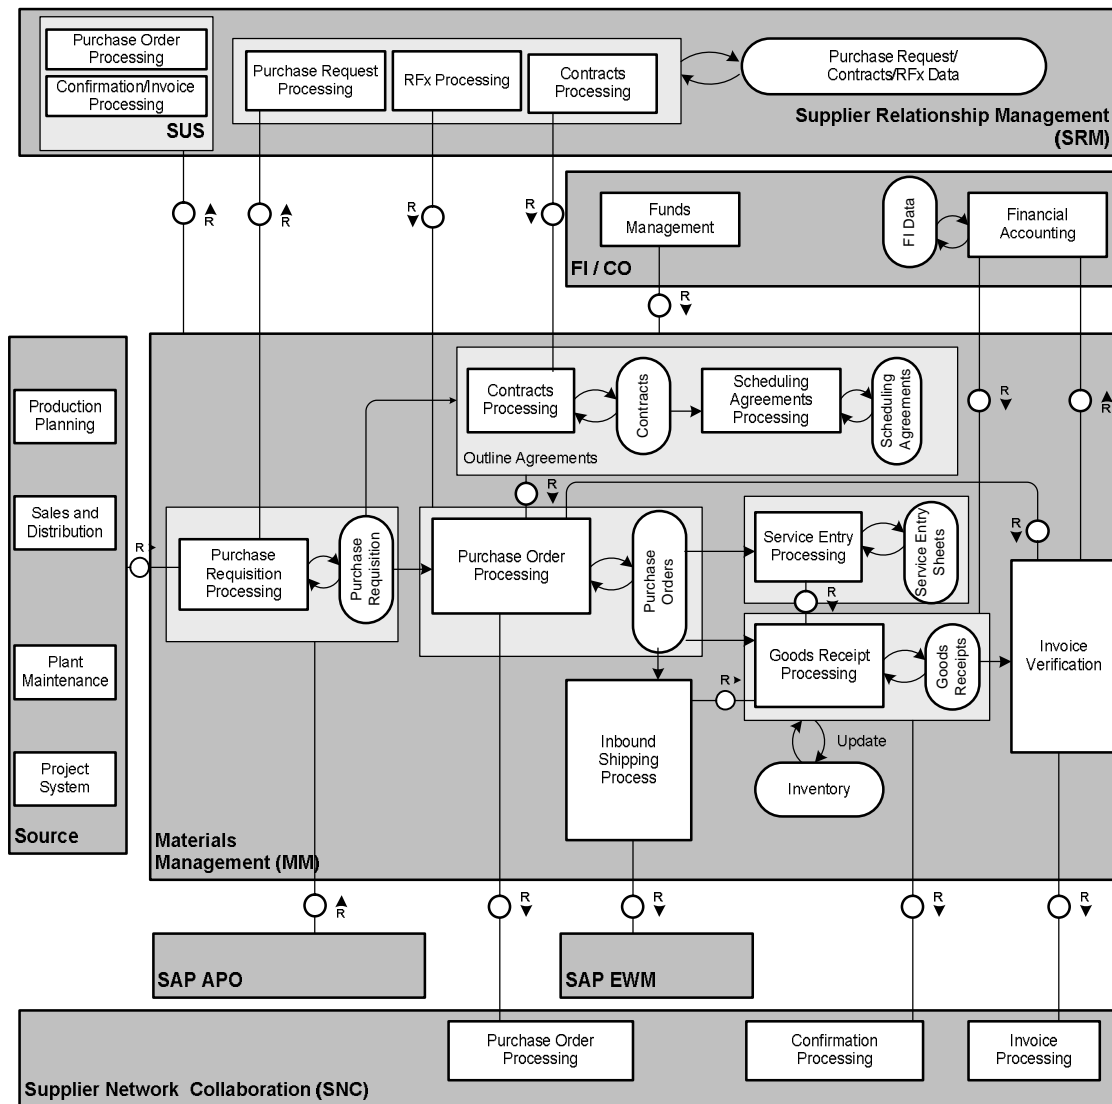 Purchase Order
Processing
Confirmation/Invoice
Processing
SUS
Purchase Request
Processing
RFx Processing
Contracts
Processing
Purchase Request/
Contracts/RFx Data
Supplier Relationship Management
(SRM)
R
R
R
R
Funds
Management
FI Data
Financial
Accounting
FI / CO
R
Production
Planning
Sales and
Distribution
Plant
Maintenance
Project
System
Source
R
Contracts
Processing
Contracts
Scheduling
Agreements
Processing
Scheduling
Agreements
Outline Agreements
R
R
R
R
Purchase
Requisition
Processing
Purchase
Requisition
Purchase Order
Processing
Purchase
Orders
Service Entry
Processing
Service Entry
Sheets
R
Goods Receipt
Processing
Goods
Receipts
Invoice
Verification
R
Inbound
Shipping
Process
Update
Inventory
Materials
Management (MM)
R
R
R
R
R
SAP APO
SAP EWM
Purchase Order
Processing
Confirmation
Processing
Invoice
Processing
Supplier Network Collaboration (SNC)